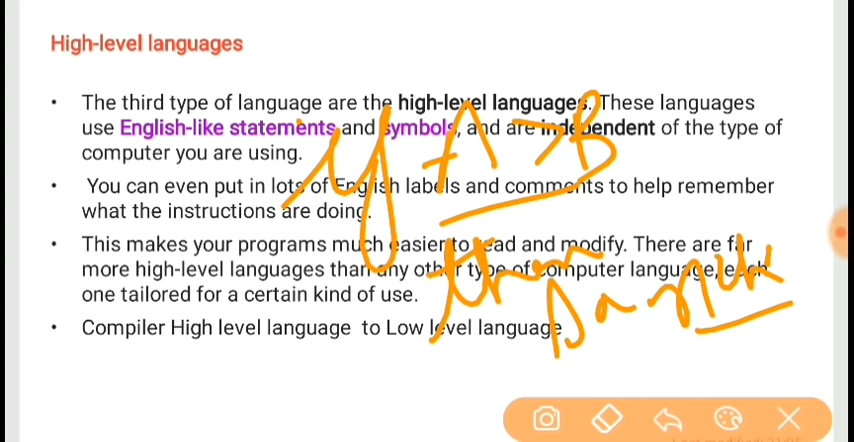 High-level languages
• The third type of language are the high-level languages. These languages
use English-like statements and symbols, and are independent of the type of
computer you are using.
• You can even put in lots of English labels and comments to help remember
what the instructions are doing.
• This makes your programs much easier to read and modify. There are far
more high-level languages than any other type of computer language, each
one tailored for a certain kind of use.
• Compiler High level language to Low level language
if A > B
then